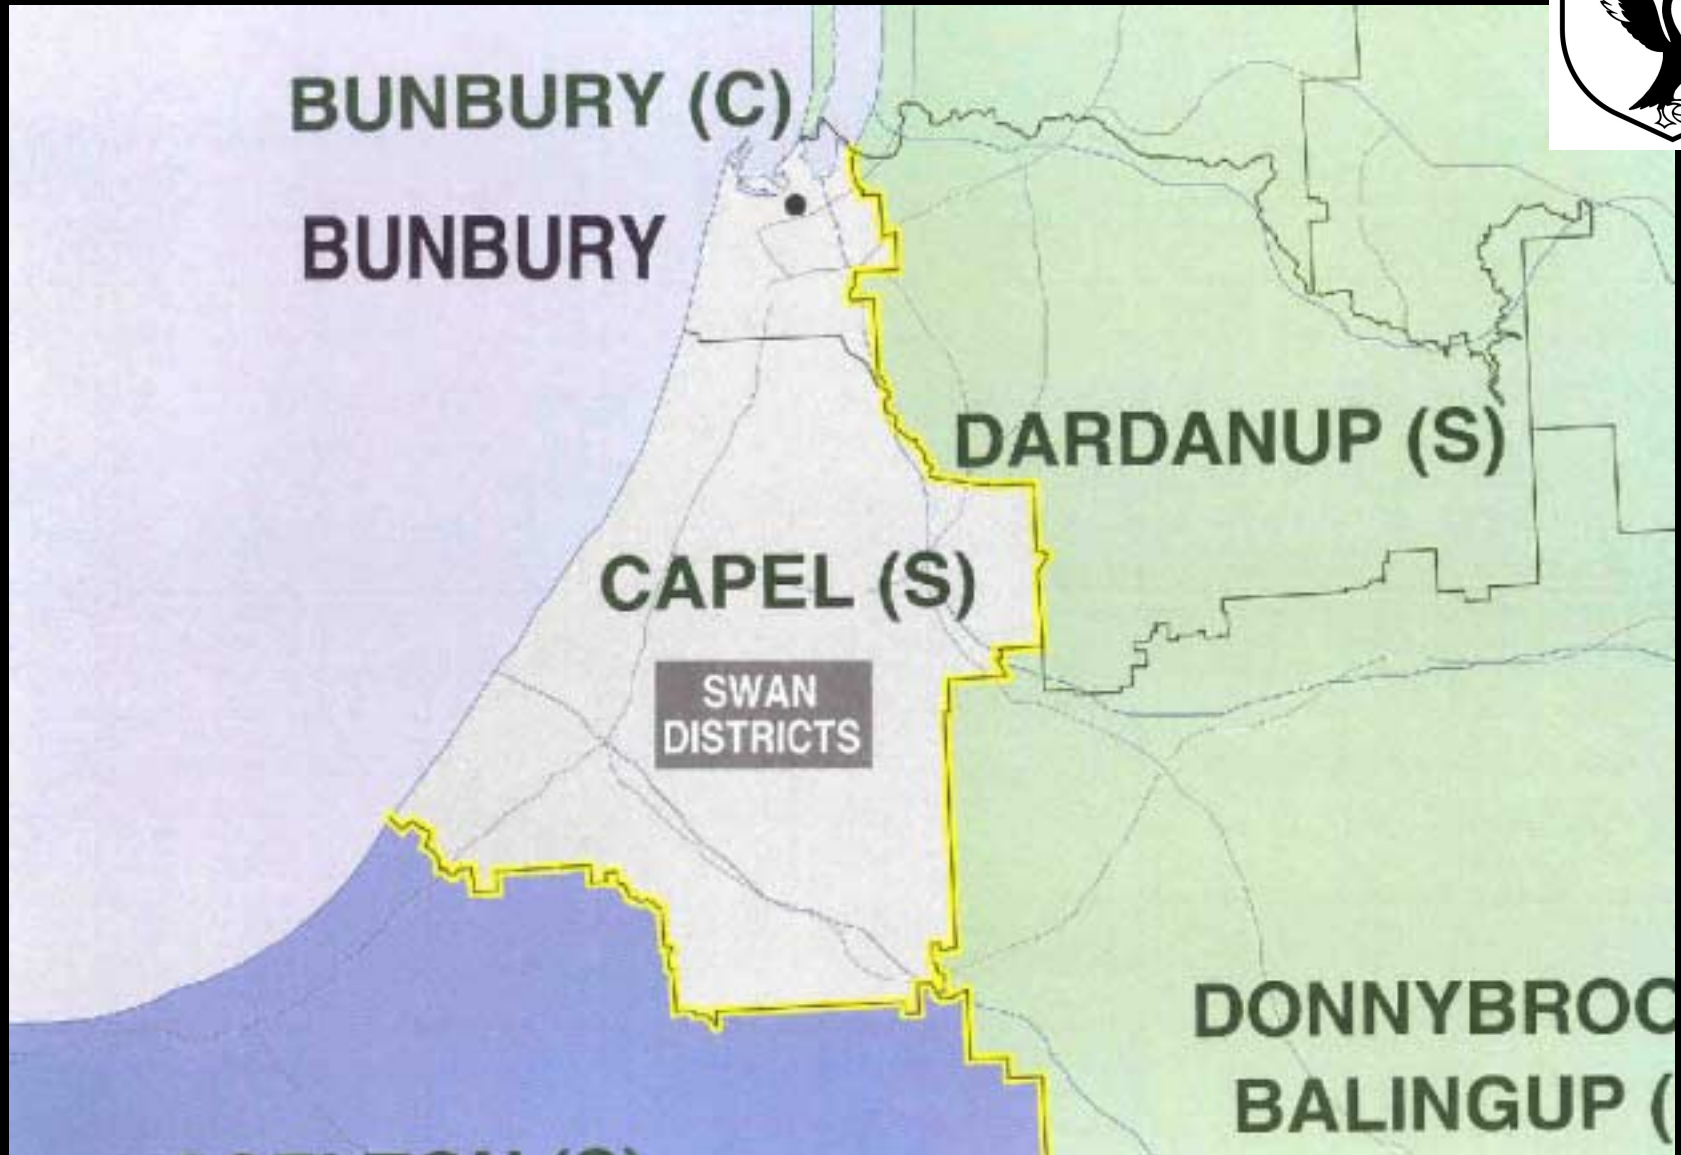 BUNBURY (C)
BUNBURY
DARDANUP (S)
CAPEL (S)
SWAN
DISTRICTS
DONNYBROO
BALINGUP (